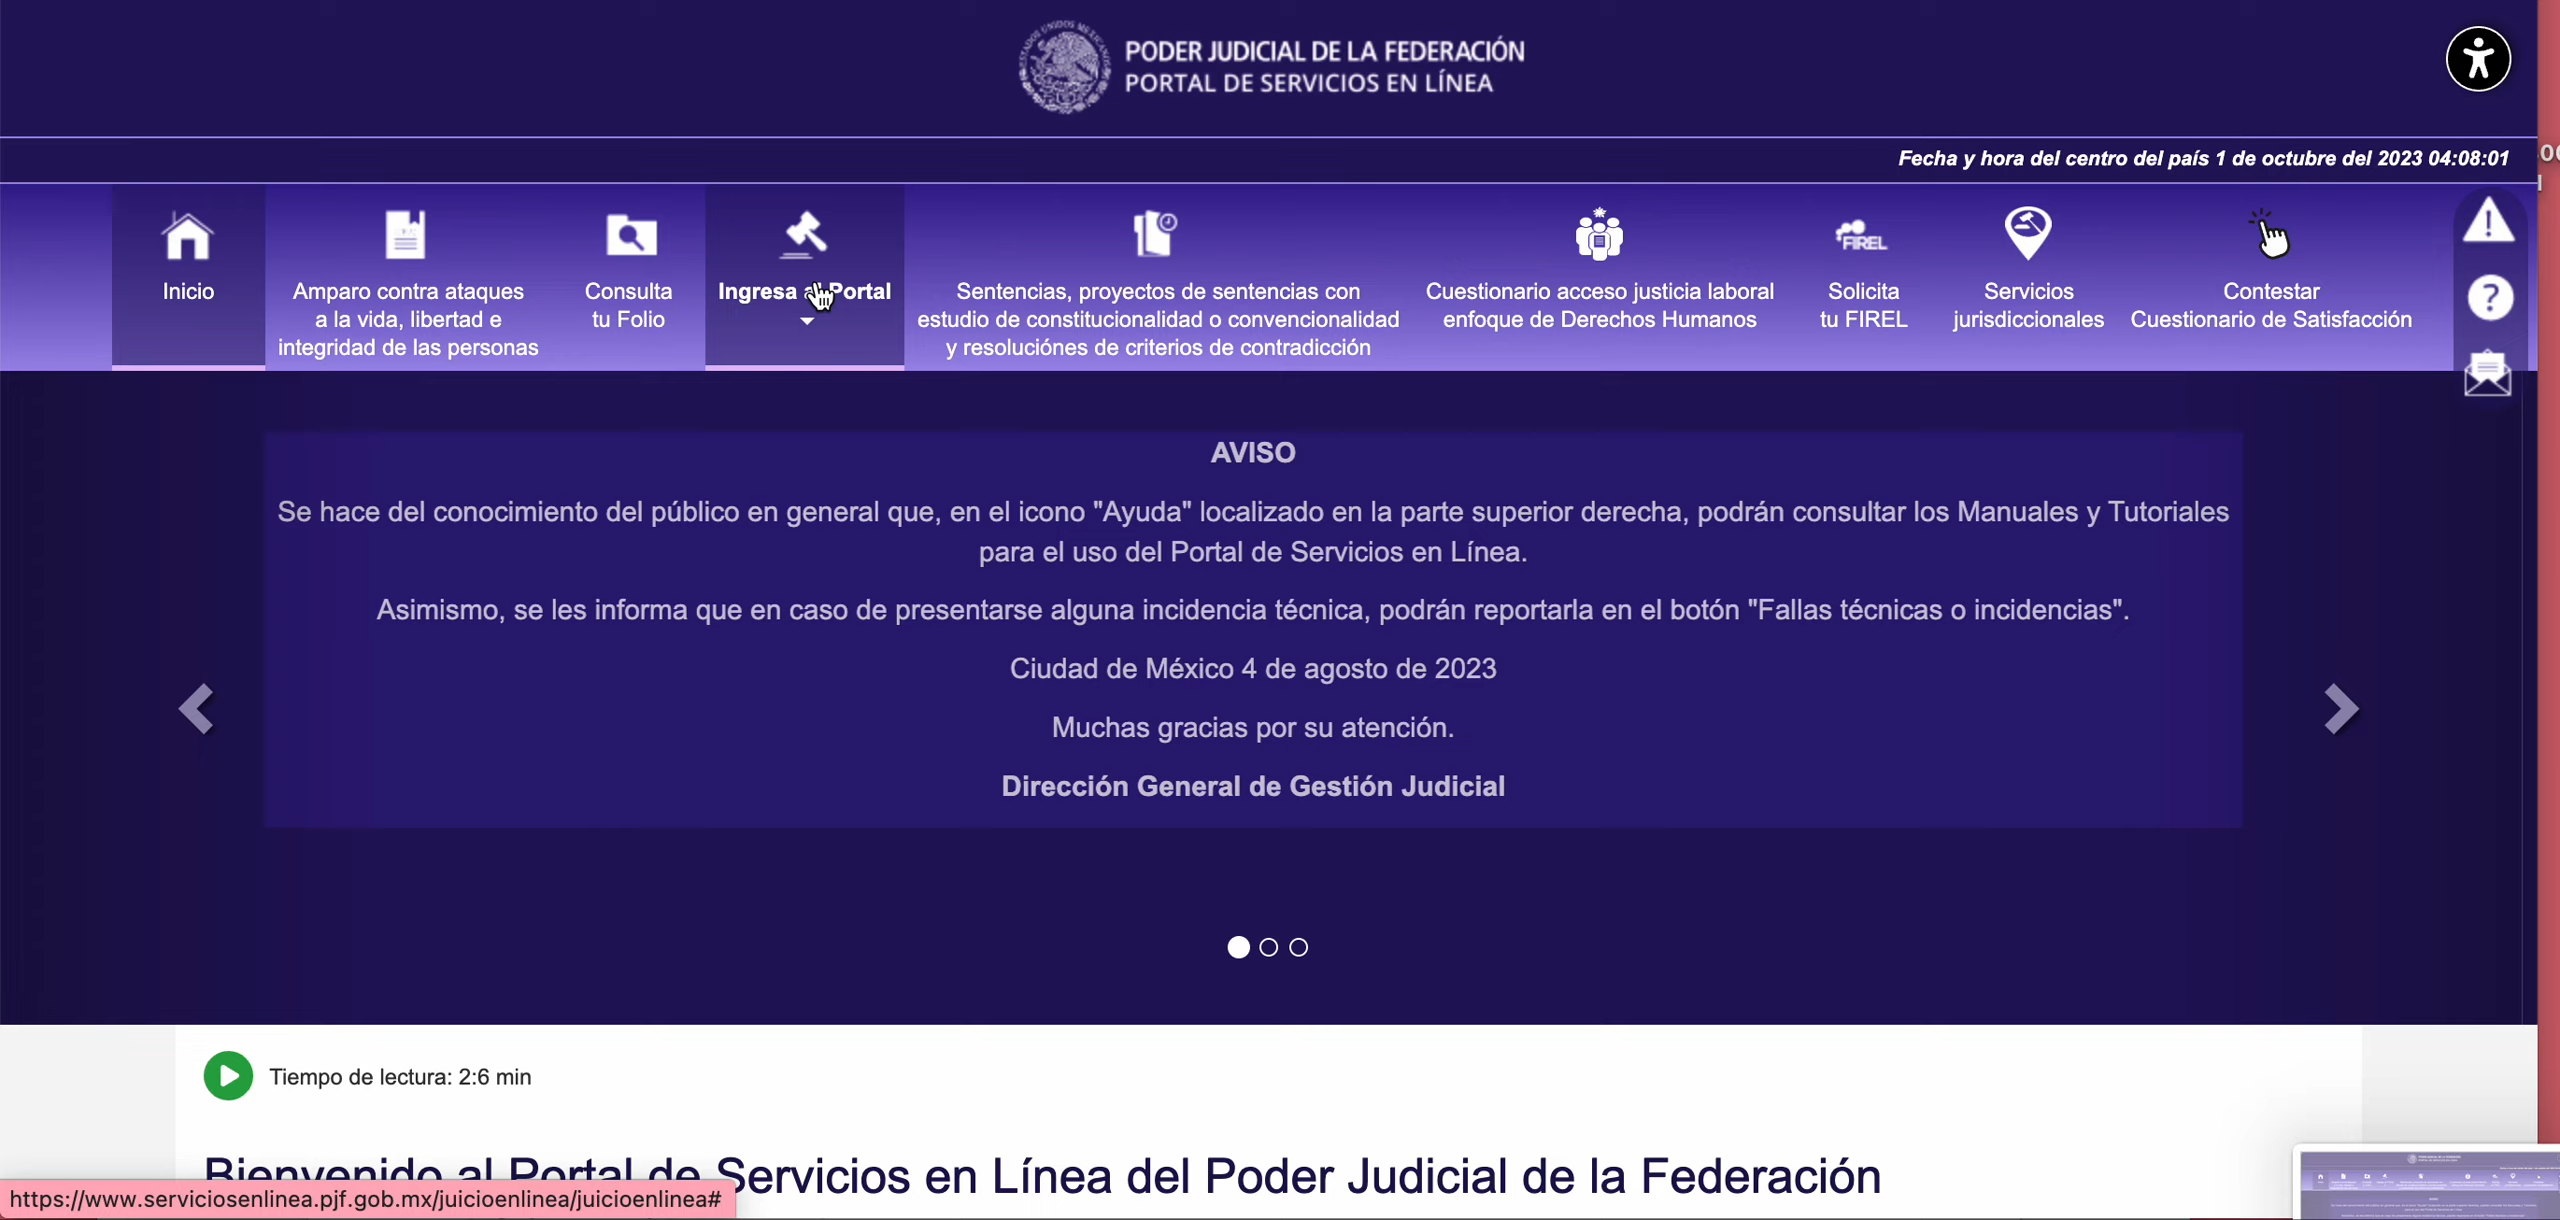 PODER JUDICIAL DE LA FEDERACIÓN
PORTAL DE SERVICIOS EN LÍNEA
Fecha y hora del centro del país 1 de octubre del 2023 04:08:01
Inicio
Amparo contra ataques
a la vida, libertad e
integridad de las personas
Consulta
tu Folio
Ingresa al Portal
Sentencias, proyectos de sentencias con
estudio de constitucionalidad o convencionalidad
y resoluciónes de criterios de contradicción
Cuestionario acceso justicia laboral
enfoque de Derechos Humanos
FIREL
Solicita
tu FIREL
Servicios
jurisdiccionales
Contestar
Cuestionario de Satisfacción
AVISO
Se hace del conocimiento del público en general que, en el icono "Ayuda" localizado en la parte superior derecha, podrán consultar los Manuales y Tutoriales
para el uso del Portal de Servicios en Línea.
Asimismo, se les informa que en caso de presentarse alguna incidencia técnica, podrán reportarla en el botón "Fallas técnicas o incidencias".
Ciudad de México 4 de agosto de 2023
Muchas gracias por su atención.
Dirección General de Gestión Judicial
Tiempo de lectura: 2:6 min
Bienvenido al Portal de Servicios en Línea del Poder Judicial de la Federación
https://www.serviciosenlinea.pjf.gob.mx/juicioenlinea/juicioenlinea#